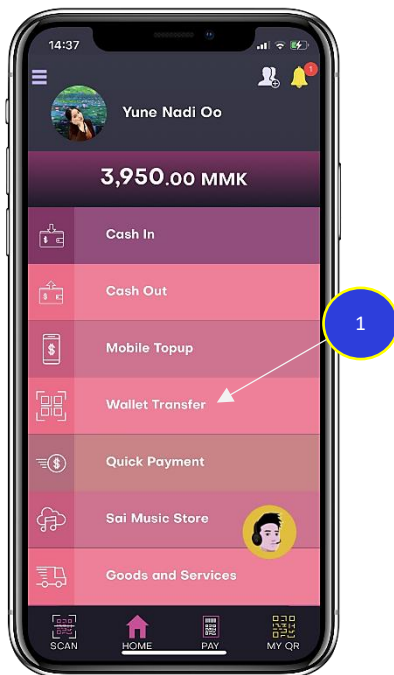 14:37
1
Yune Nadi Oo
3,950.00 MMK
Cash In
Cash Out
Mobile Topup
1
Wallet Transfer
Quick Payment
Sai Music Store
Goods and Services
SCAN HOME PAY MY QR